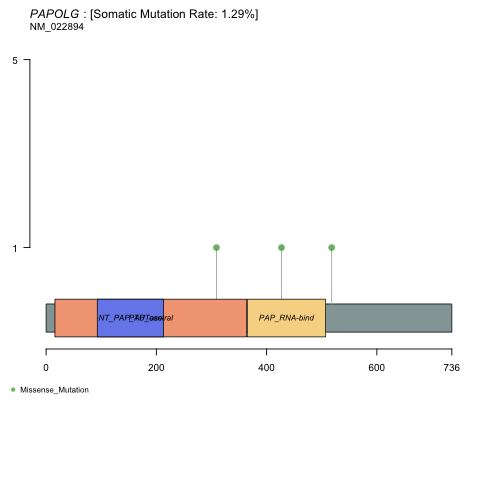 PAPOLG : [Somatic Mutation Rate: 1.29%]
NM_022894
5
1
PAP_RNA-bind
0 200 400 600 736
Missense_Mutation